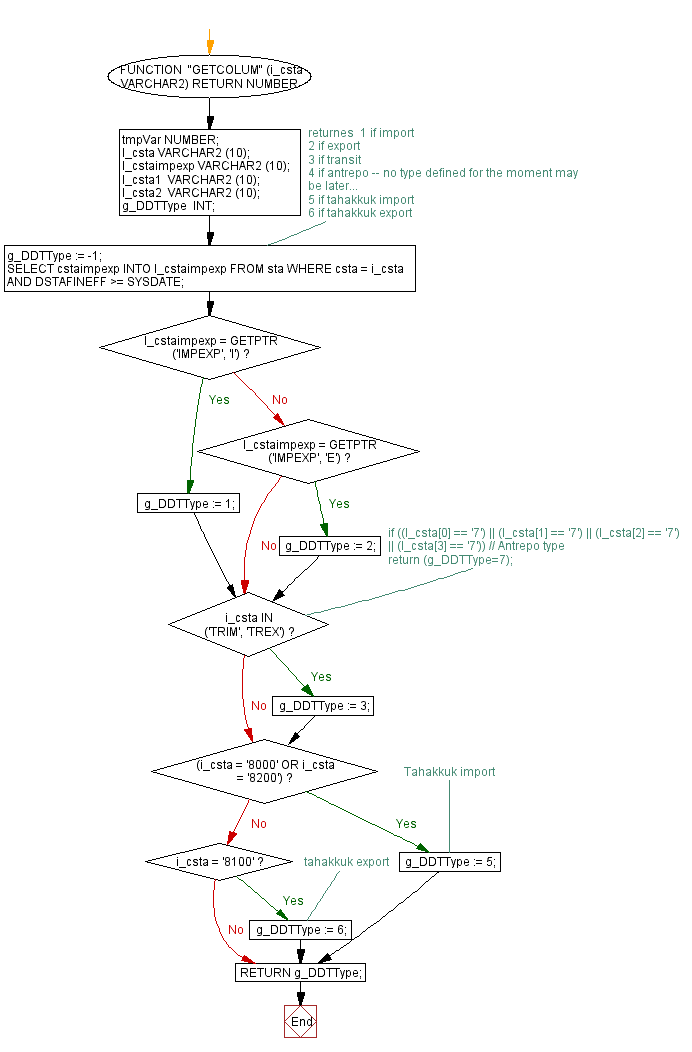 FUNCTION "GETCOLUM" (i_csta
VARCHAR2) RETURN NUMBER
tmpVar NUMBER;
l_csta VARCHAR2 (10);
l_cstaimpexp VARCHAR2 (10);
l_csta1 VARCHAR2 (10);
l_csta2 VARCHAR2 (10);
g_DDTType INT;
returnes 1 if import
2 if export
3 if transit
4 if antrepo -- no type defined for the moment may
be later...
5 if tahakkuk import
6 if tahakkuk export
g_DDTType := -1;
SELECT cstaimpexp INTO l_cstaimpexp FROM sta WHERE csta = i_csta
AND DSTAFINEFF >= SYSDATE;
l_cstaimpexp = GETPTR
('IMPEXP', 'I') ?
Yes
No
l_cstaimpexp = GETPTR
('IMPEXP', 'E') ?
g_DDTType := 1;
Yes
No
g_DDTType := 2;
if ((l_csta[0] == '7') || (l_csta[1] == '7') || (l_csta[2] == '7')
|| (l_csta[3] == '7')) // Antrepo type
return (g_DDTType=7);
i_csta IN
('TRIM', 'TREX') ?
Yes
No
g_DDTType := 3;
(i_csta = '8000' OR i_csta
= '8200') ?
Tahakkuk import
No
Yes
i_csta = '8100' ?
tahakkuk export
g_DDTType := 5;
Yes
No
g_DDTType := 6;
RETURN g_DDTType;
End